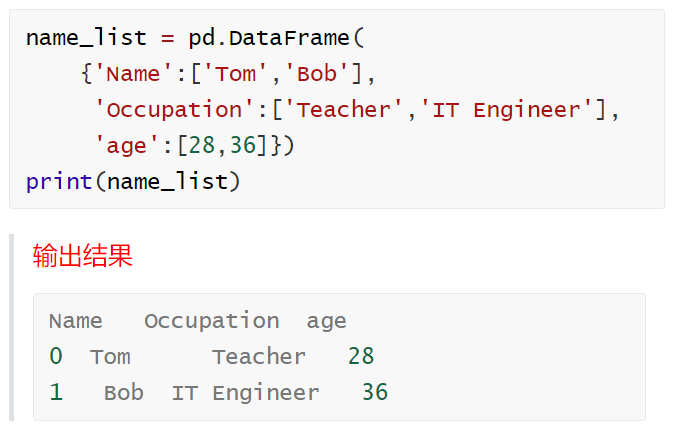 name_list = pd.DataFrame(
    {'Name':['Tom','Bob'],
     'Occupation':['Teacher','IT Engineer'],
     'age':[28,36]})
print(name_list)
输出结果
Name   Occupation  age
0  Tom      Teacher   28
1   Bob  IT Engineer   36